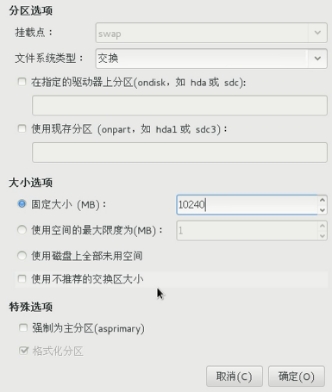 分区选项
挂载点：
swap
文件系统类型：
交换
在指定的驱动器上分区(ondisk，如 hda 或 sdc)：
使用现存分区 (onpart，如 hda1 或 sdc3)：
大小选项
固定大小 (MB)：
10240
使用空间的最大限度为(MB)：
1
使用磁盘上全部未用空间
使用不推荐的交换区大小
特殊选项
强制为主分区(asprimary)
格式化分区
取消(C)
确定(O)